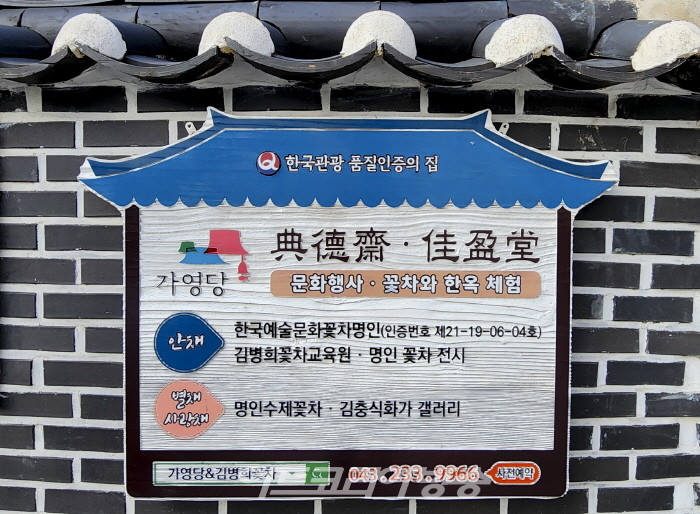 한국관광 품질인증의 집
典德齋 · 佳盈堂
가영당
문화행사 · 꽃차와 한옥 체험
안채
한국예술문화꽃차명인(인증번호 제21-19-06-04호)
김병희꽃차교육원 · 명인 꽃차 전시
별채
사랑채
명인수제꽃차 · 김충식화가 갤러리
가영당&김병희꽃차
043.233.9966 사전예약